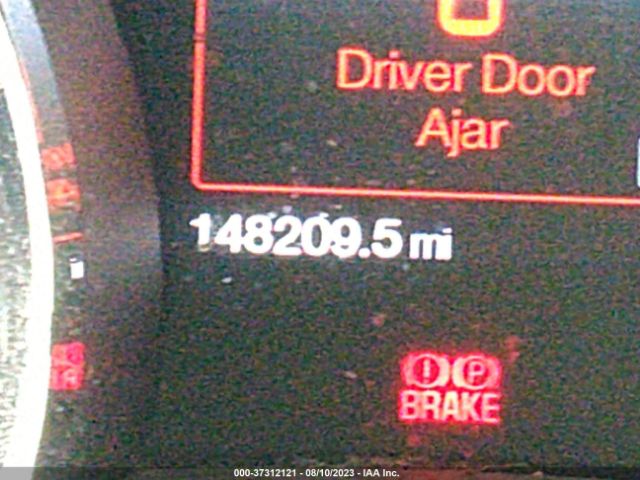 Driver Door
Ajar
148209.5 mi
(!) (P)
BRAKE
000-37312121 - 08/10/2023 - IAA Inc.